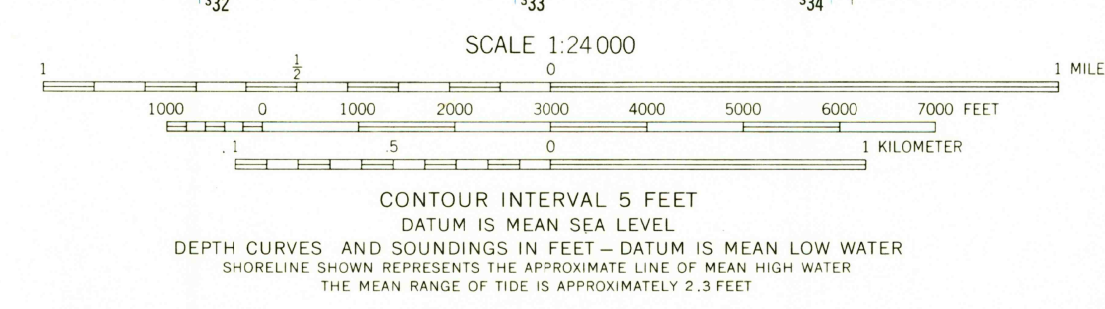 332 333 334
SCALE 1:24 000
1 1/2 0 1 MILE
1000 0 1000 2000 3000 4000 5000 6000 7000 FEET
1 .5 0 1 KILOMETER
CONTOUR INTERVAL 5 FEET
DATUM IS MEAN SEA LEVEL
DEPTH CURVES AND SOUNDINGS IN FEET — DATUM IS MEAN LOW WATER
SHORELINE SHOWN REPRESENTS THE APPROXIMATE LINE OF MEAN HIGH WATER
THE MEAN RANGE OF TIDE IS APPROXIMATELY 2.3 FEET